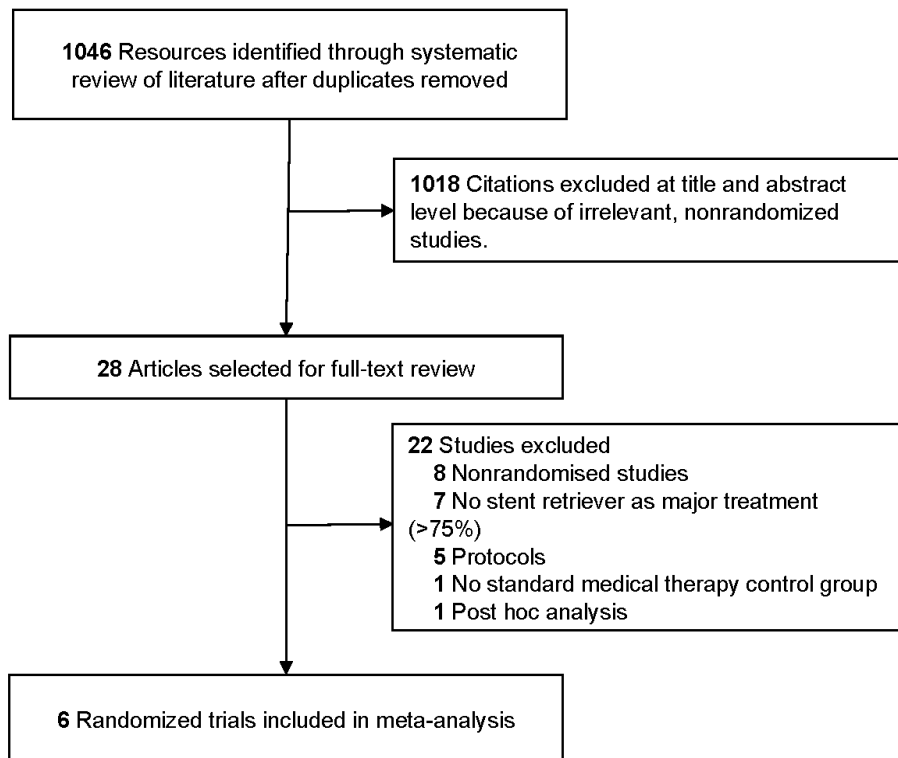 1046 Resources identified through systematic
review of literature after duplicates removed
1018 Citations excluded at title and abstract
level because of irrelevant, nonrandomized
studies.
28 Articles selected for full-text review
22 Studies excluded
8 Nonrandomised studies
7 No stent retriever as major treatment
(>75%)
5 Protocols
1 No standard medical therapy control group
1 Post hoc analysis
6 Randomized trials included in meta-analysis